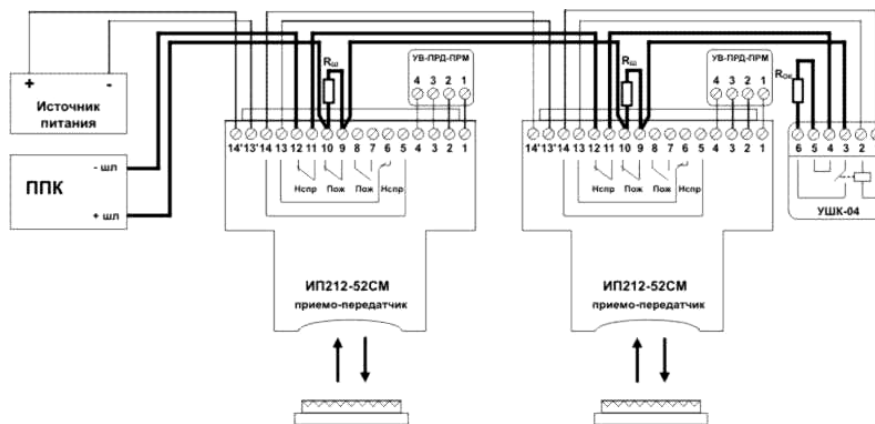 + -
Источник
питания
ППК
- шл
+ шл
Rш
УВ-ПРД-ПРМ
4 3 2 1
14' 13' 14 13 12 11 10 9 8 7 6 5 4 3 2 1
Нспр Пож Пож Нспр
ИП212-52СМ
приемо-передатчик
Rш
УВ-ПРД-ПРМ
4 3 2 1
14' 13' 14 13 12 11 10 9 8 7 6 5 4 3 2 1
Нспр Пож Пож Нспр
ИП212-52СМ
приемо-передатчик
Rок
6 5 4 3 2
УШК-04